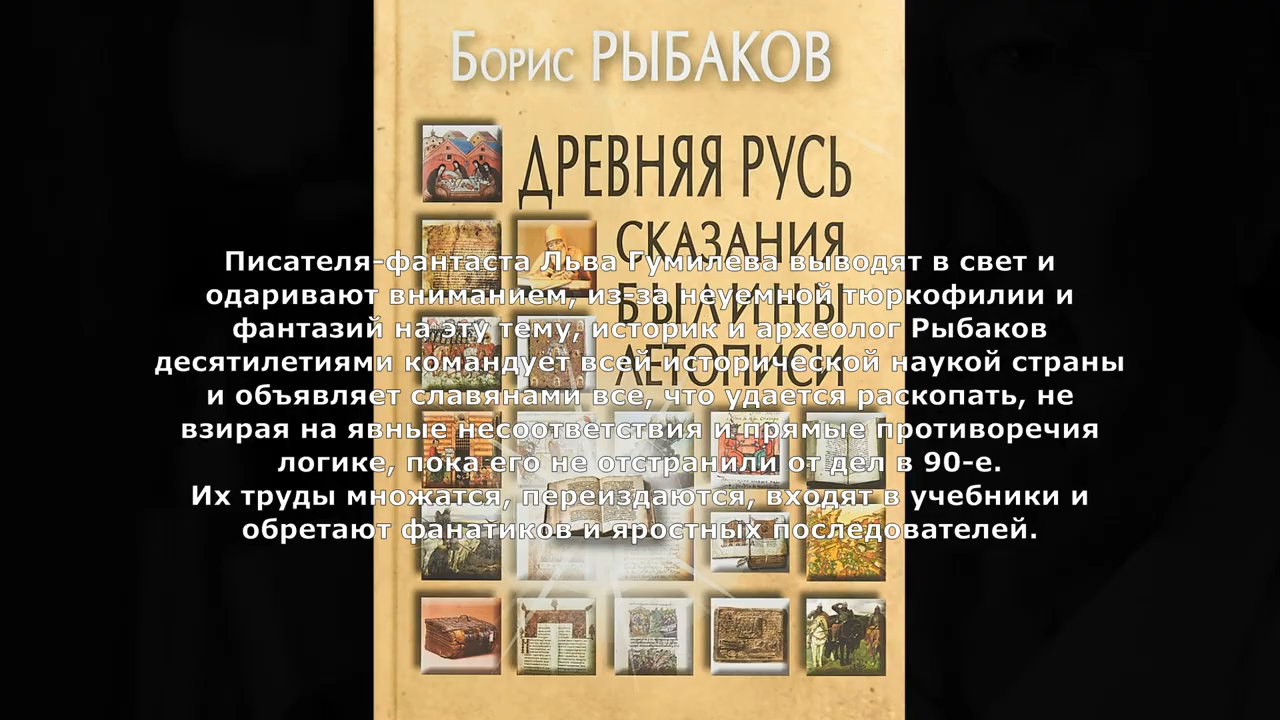 Борис РЫБАКОВ
ДРЕВНЯЯ РУСЬ
СКАЗАНИЯ
БЫЛИНЫ
ЛЕТОПИСИ
Писателя-фантаста Льва Гумилева выводят в свет и
одаривают вниманием, из-за неуемной тюркофилии и
фантазий на эту тему, историк и археолог Рыбаков
десятилетиями командует всей исторической наукой страны
и объявляет славянами все, что удается раскопать, не
взирая на явные несоответствия и прямые противоречия
логике, пока его не отстранили от дел в 90-е.
Их труды множатся, переиздаются, входят в учебники и
обретают фанатиков и яростных последователей.